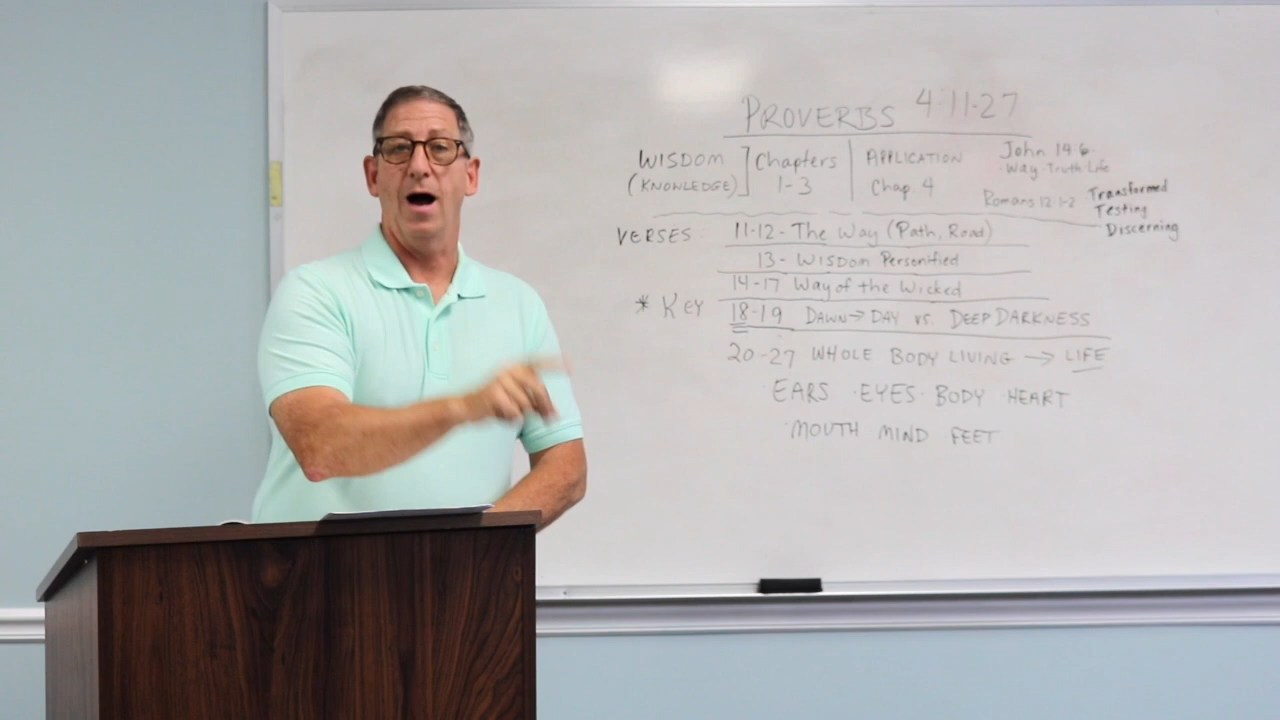 PROVERBS 4:11-27
WISDOM (KNOWLEDGE)] Chapters 1-3 | APPLICATION Chap 4
John 14:6.
·Way·Truth·Life
Romans 12:1-2 Transformed
Testing
Discerning
VERSES: 11-12- The Way (Path, Road)
13- WISDOM Personified
14-17 Way of the Wicked
* KEY 18-19 DAWN→DAY vs. DEEP DARKNESS
20-27 WHOLE BODY LIVING → LIFE
·EARS ·EYES· BODY HEART
·MOUTH MIND FEET